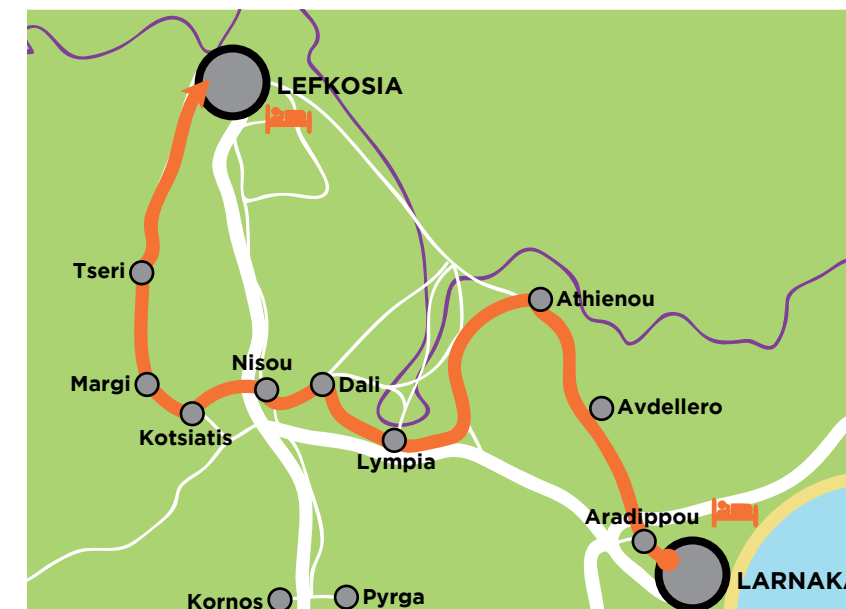 LEFKOSIA
Tseri
Athienou
Nisou
Margi
Dali
Avdellero
Kotsiatis
Lympia
Aradippou
LARNAKA
Kornos
Pyrga